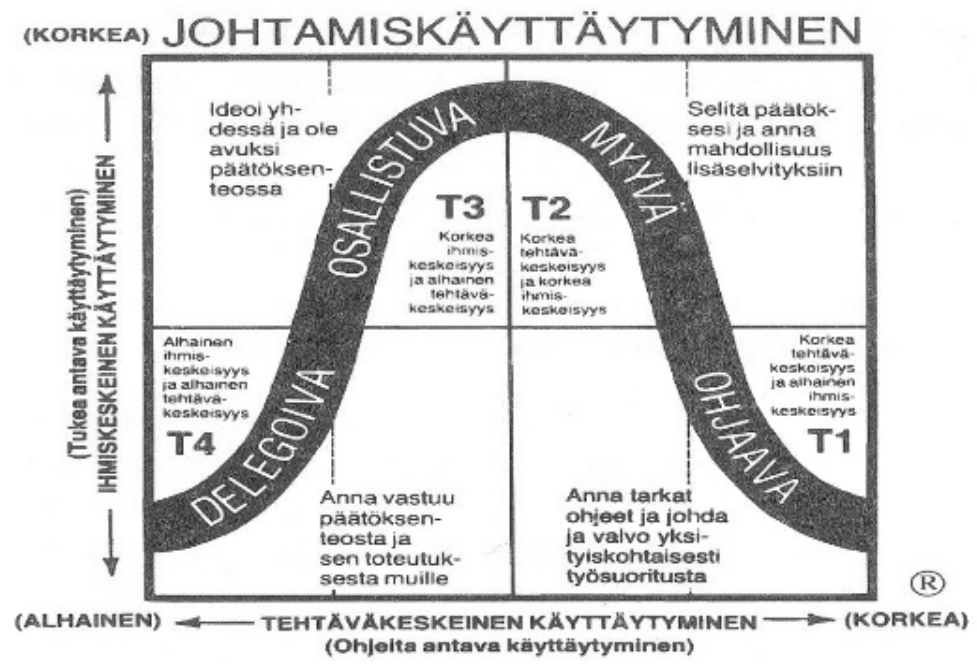 (KORKEA) JOHTAMISKÄYTTÄYTYMINEN
Ideoi yh-
dessä ja ole
avuksi
päätöksen-
teossa
OSALLISTUVA
T3
Korkea
ihmis-
keskeisyys
ja alhainen
tehtävä-
keskeisyys
MYYVÄ
T2
Korkea
tehtävä-
keskeisyys
ja korkea
ihmis-
keskeisyys
Selitä päätök-
sesi ja anna
mahdollisuus
lisäselvityksiin
(Tukea antava käyttäytyminen)
IHMISKESKEINEN KÄYTTÄYTYMINEN
Alhainen
ihmis-
keskeisyys
ja alhainen
tehtävä-
keskeisyys
T4
DELEGOIVA
Anna vastuu
päätöksen-
teosta ja
sen toteutuk-
sesta muille
Anna tarkat
ohjeet ja johda
ja valvo yksi-
tyiskohtaisesti
työsuoritusta
OHJAAVA
Korkea
tehtävä-
keskeisyys
ja alhainen
ihmis-
keskeisyys
T1
®
(ALHAINEN) TEHTÄVÄKESKEINEN KÄYTTÄYTYMINEN (KORKEA)
(Ohjeita antava käyttäytyminen)